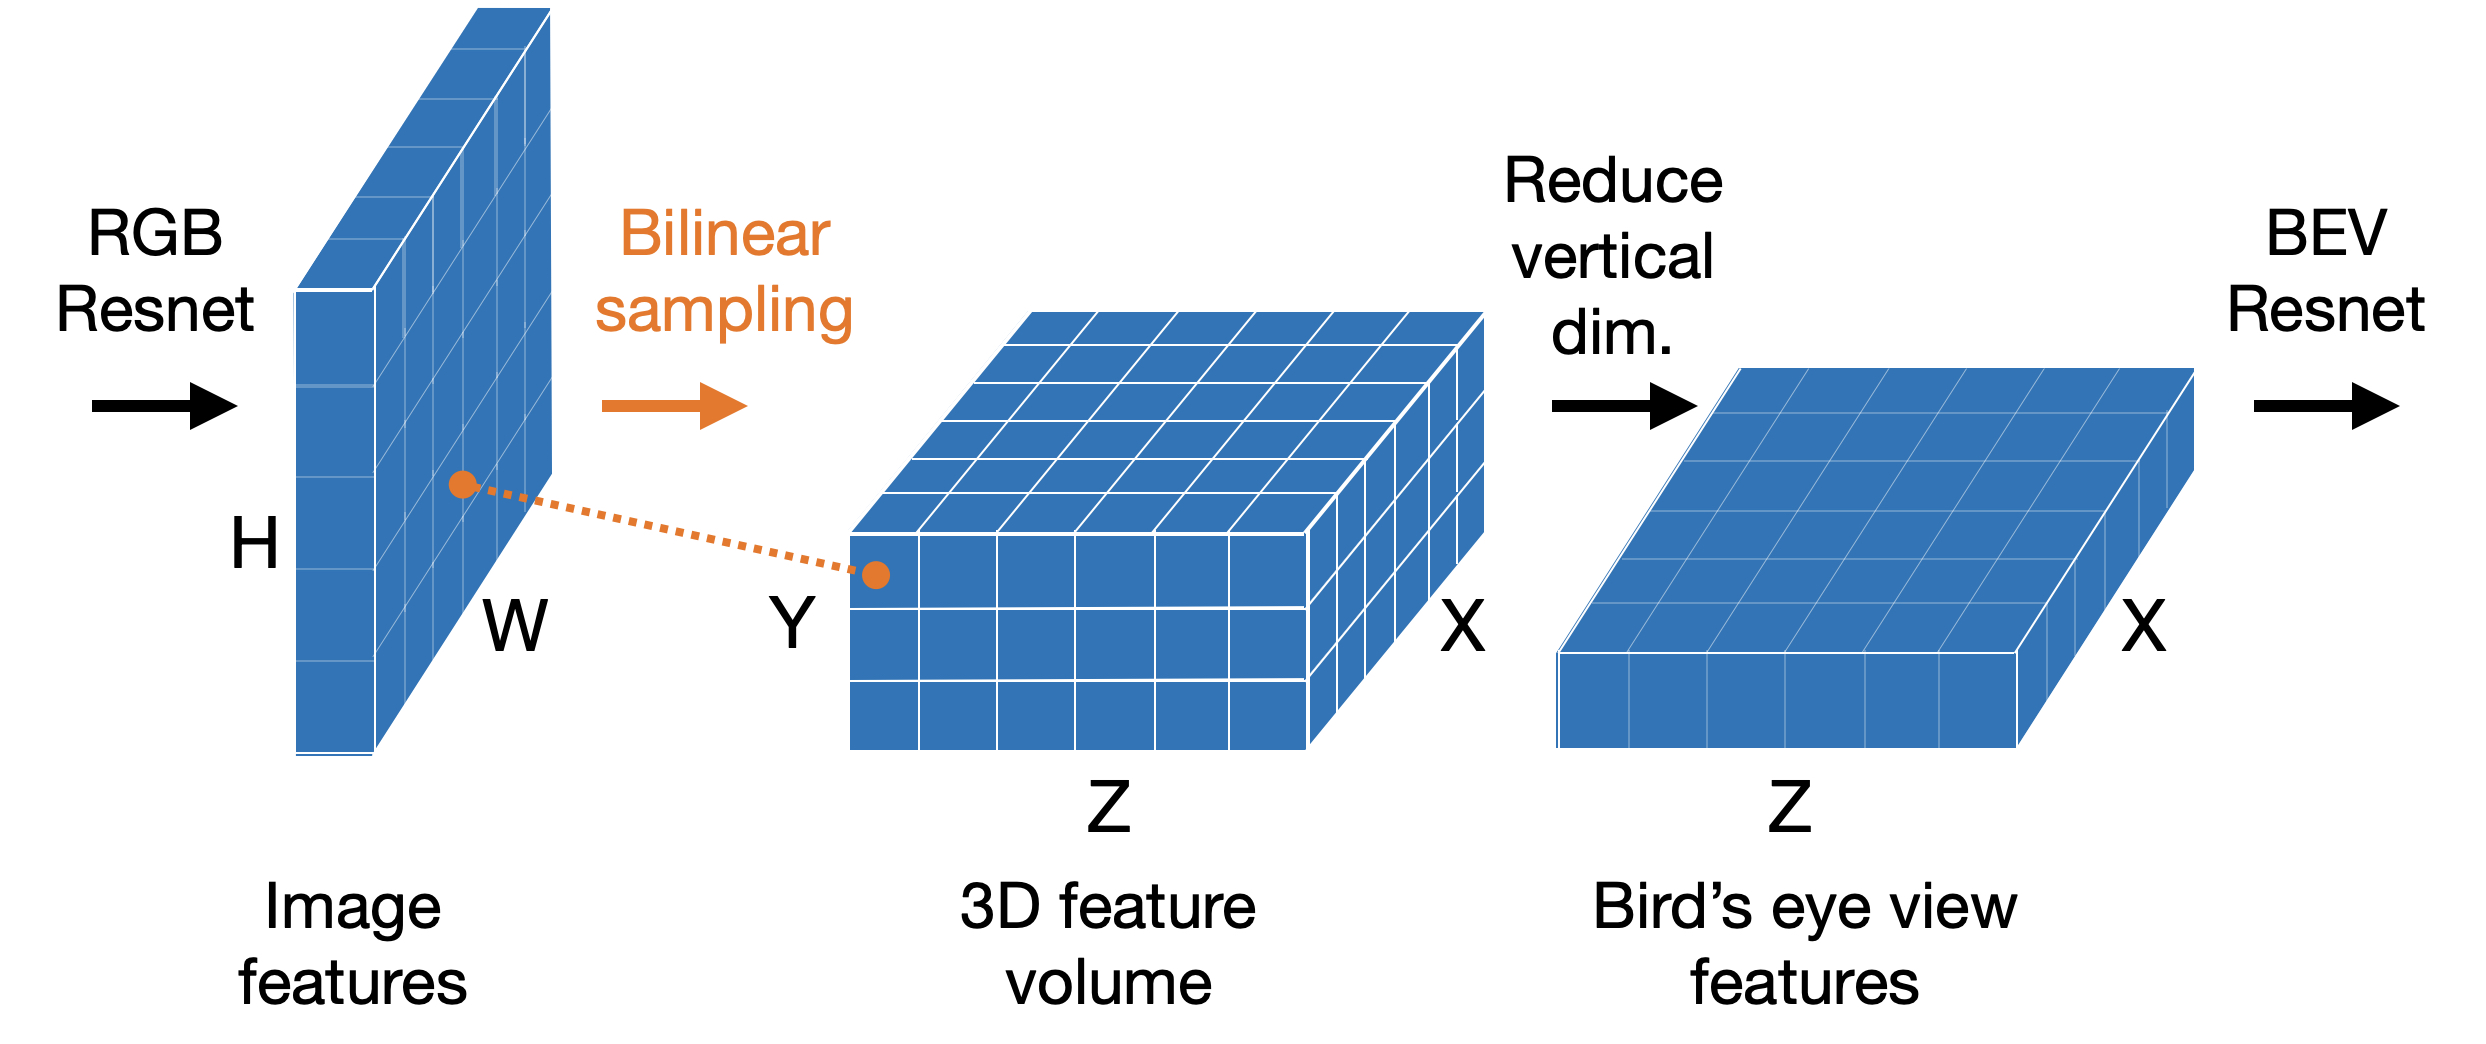 RGB
Resnet
H
W
Image
features
Bilinear
sampling
Y
Z
X
3D feature
volume
Reduce
vertical
dim.
Z
X
Bird's eye view
features
BEV
Resnet